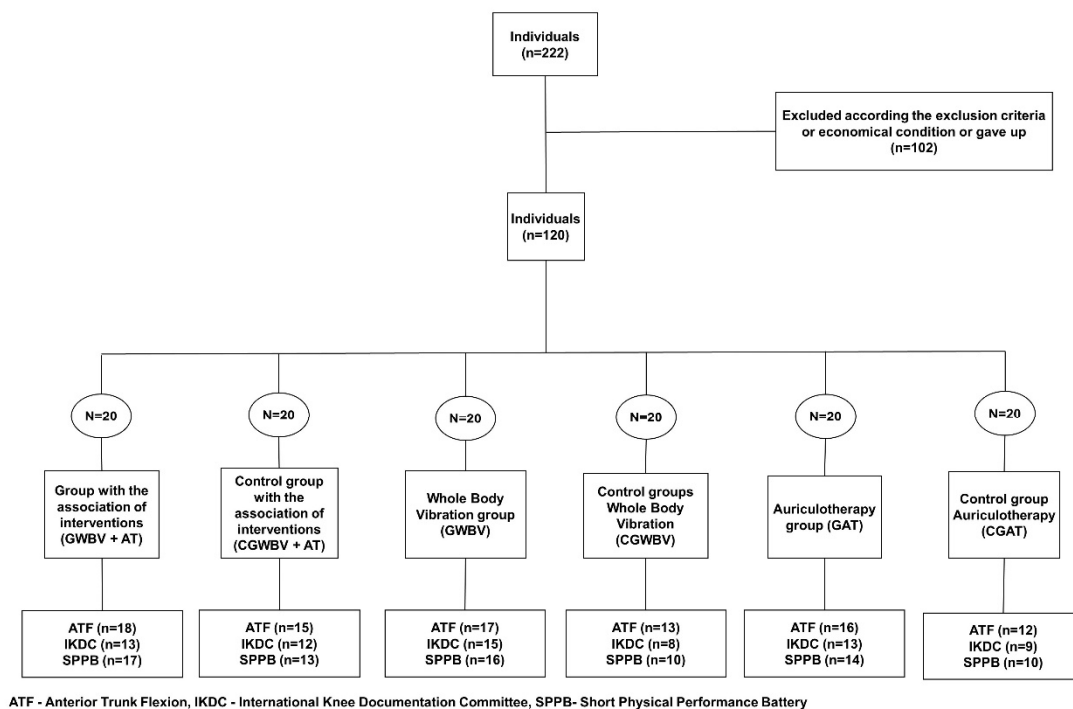 Individuals
(n=222)
Excluded according the exclusion criteria
or economical condition or gave up
(n=102)
Individuals
(n=120)
N=20
N=20
N=20
N=20
N=20
N=20
Group with the
association of
interventions
(GWBV + AT)
Control group
with the
association of
interventions
(CGWBV + AT)
Whole Body
Vibration group
(GWBV)
Control groups
Whole Body
Vibration
(CGWBV)
Auriculotherapy
group (GAT)
Control group
Auriculotherapy
(CGAT)
ATF (n=18)
IKDC (n=13)
SPPB (n=17)
ATF (n=15)
IKDC (n=12)
SPPB (n=13)
ATF (n=17)
IKDC (n=15)
SPPB (n=16)
ATF (n=13)
IKDC (n=8)
SPPB (n=10)
ATF (n=16)
IKDC (n=13)
SPPB (n=14)
ATF (n=12)
IKDC (n=9)
SPPB (n=10)
ATF - Anterior Trunk Flexion, IKDC - International Knee Documentation Committee, SPPB- Short Physical Performance Battery